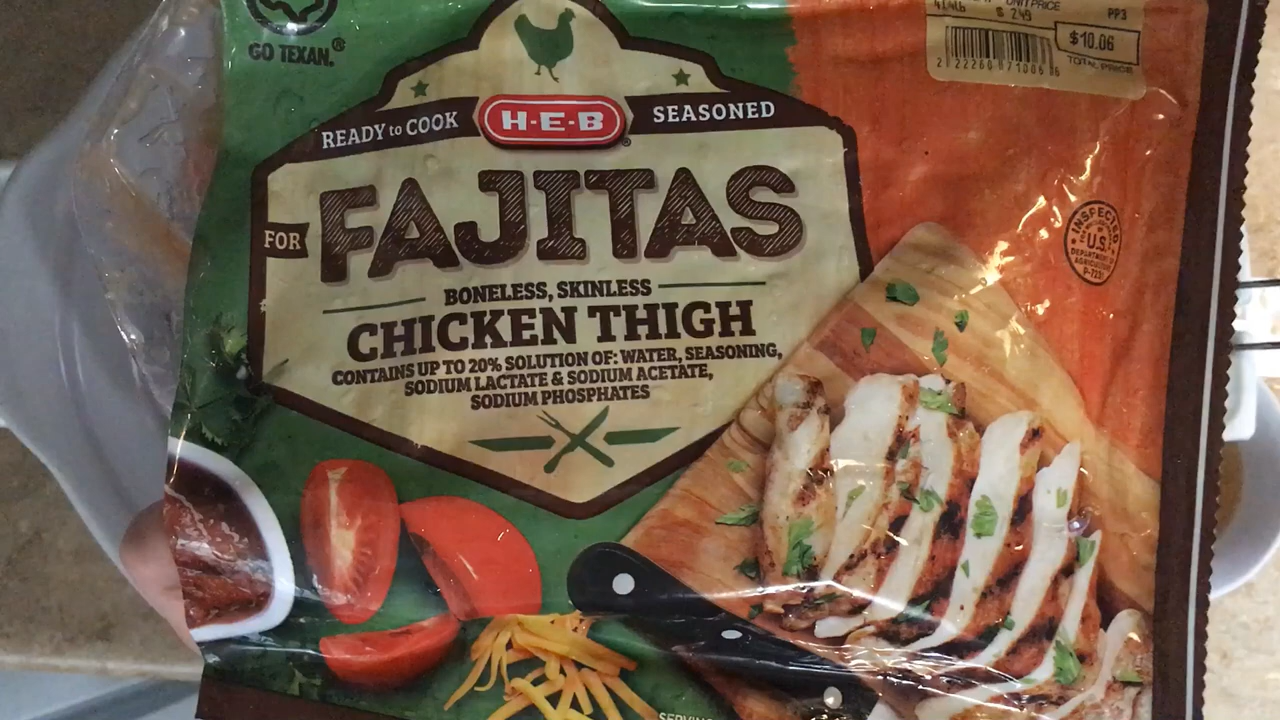 GO TEXAN.®
UNIT PRICE
$ 2.49
PP3
$10.06
TOTAL PRICE
2 22260 71006 6
READY to COOK
H-E-B®
SEASONED
FOR
FAJITAS
BONELESS, SKINLESS
CHICKEN THIGH
CONTAINS UP TO 20% SOLUTION OF: WATER, SEASONING,
SODIUM LACTATE & SODIUM ACETATE,
SODIUM PHOSPHATES
INSPECTED
U.S.
DEPARTMENT OF
AGRICULTURE